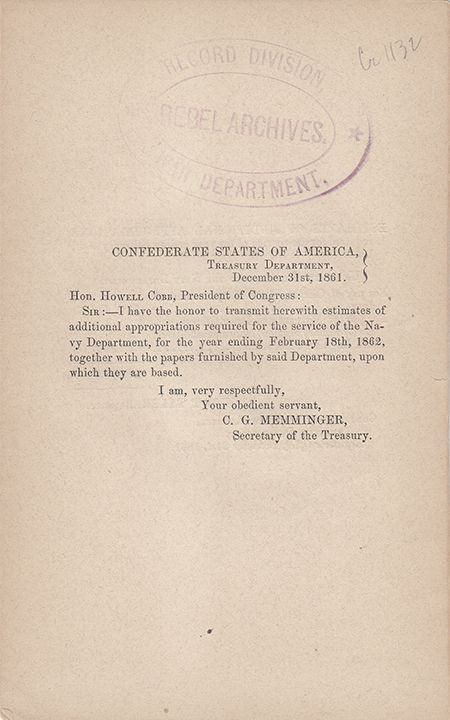 Cr 1132
RECORD DIVISION
REBEL ARCHIVES.
WAR DEPARTMENT.
CONFEDERATE STATES OF AMERICA,
TREASURY DEPARTMENT,
December 31st, 1861.
HON. HOWELL COBB, President of Congress:
SIR:—I have the honor to transmit herewith estimates of
additional appropriations required for the service of the Na-
vy Department, for the year ending February 18th, 1862,
together with the papers furnished by said Department, upon
which they are based.
I am, very respectfully,
Your obedient servant,
C. G. MEMMINGER,
Secretary of the Treasury.